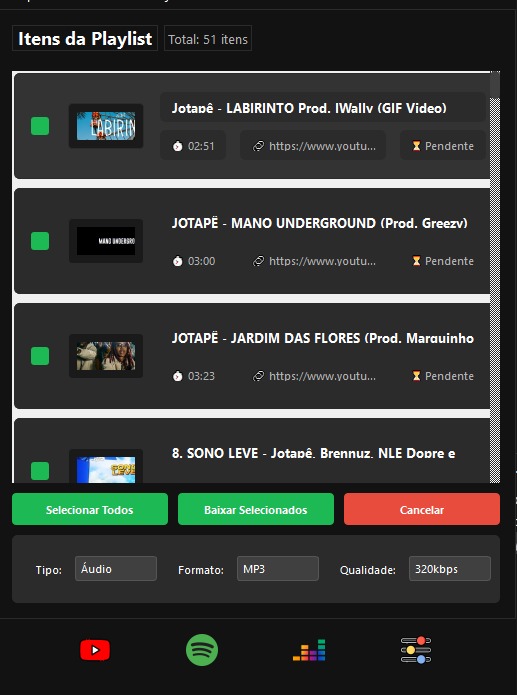 Itens da Playlist
Total: 51 itens
LABIRIN
Jotapê - LABIRINTO Prod. JWally (GIF Video)
02:51
https://www.youtu...
Pendente
MANO UNDERGRO
JOTAPÊ - MANO UNDERGROUND (Prod. Greezy)
03:00
https://www.youtu...
Pendente
JOTAPÊ - JARDIM DAS FLORES (Prod. Marquinho
03:23
https://www.youtu...
Pendente
8. SONO LEVE - Jotapê, Brennuz, NLE Dopre e
Selecionar Todos
Baixar Selecionados
Cancelar
Tipo:
Áudio
Formato:
MP3
Qualidade:
320kbps